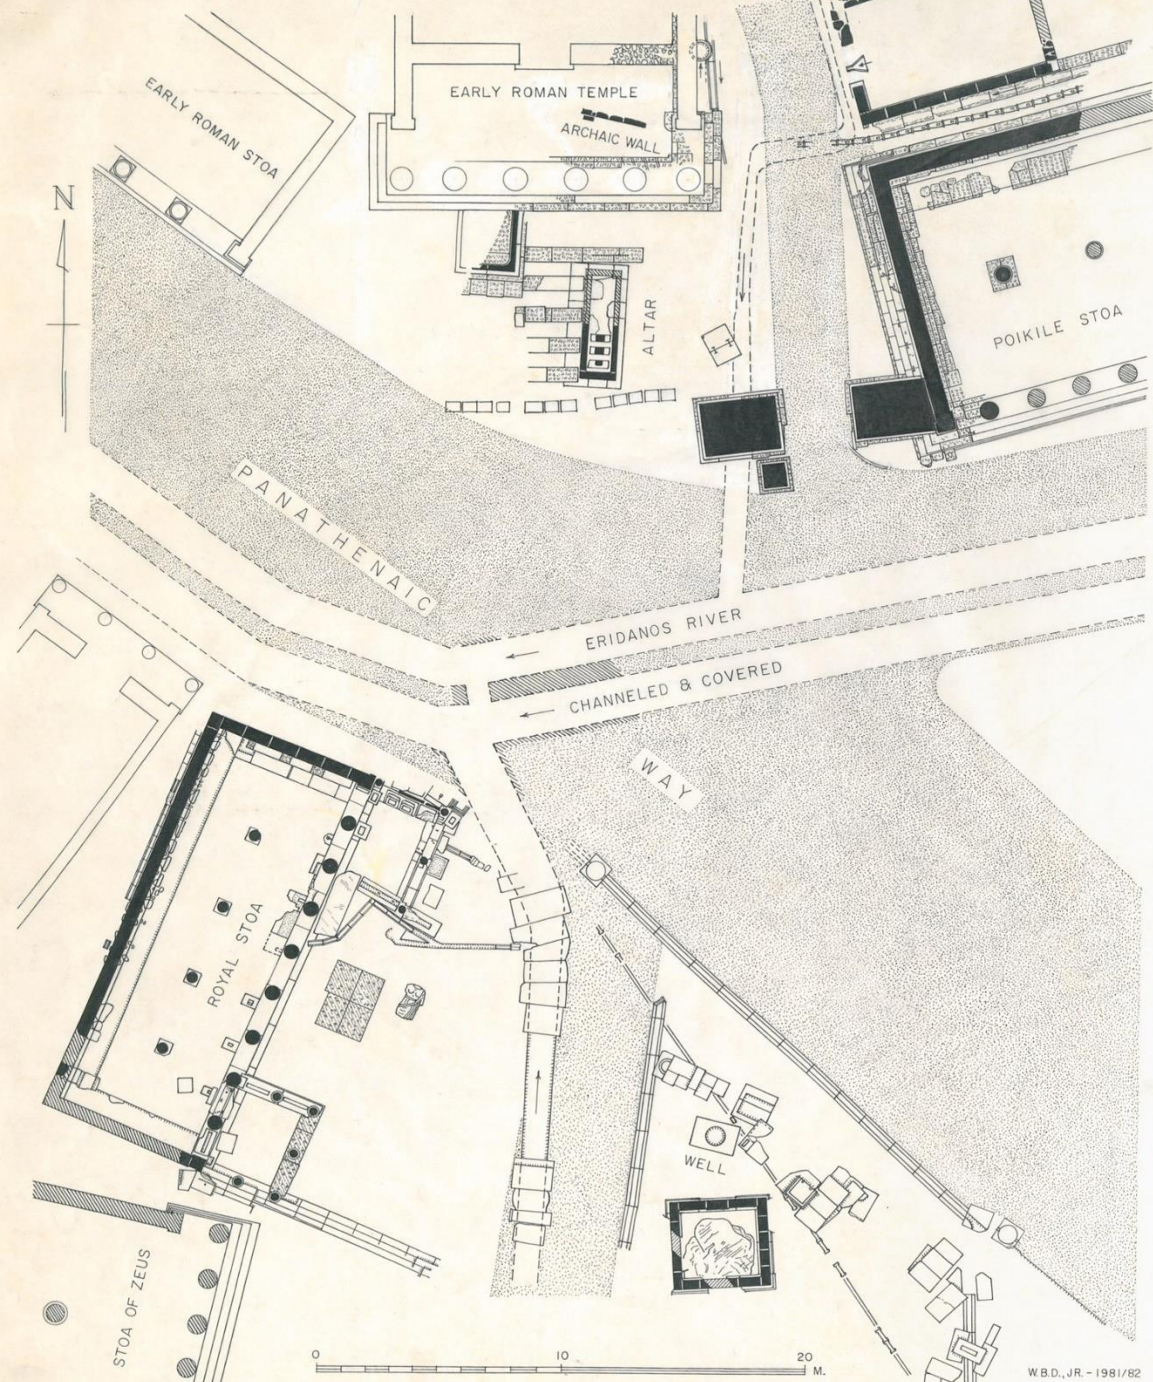 EARLY ROMAN STOA
EARLY ROMAN TEMPLE
ARCHAIC WALL
N
ALTAR
POIKILE STOA
PANATHENAIC
ERIDANOS RIVER
CHANNELED & COVERED
WAY
ROYAL STOA
WELL
STOA OF ZEUS
0 10 20 M.
W.B.D., JR. - 1981/82